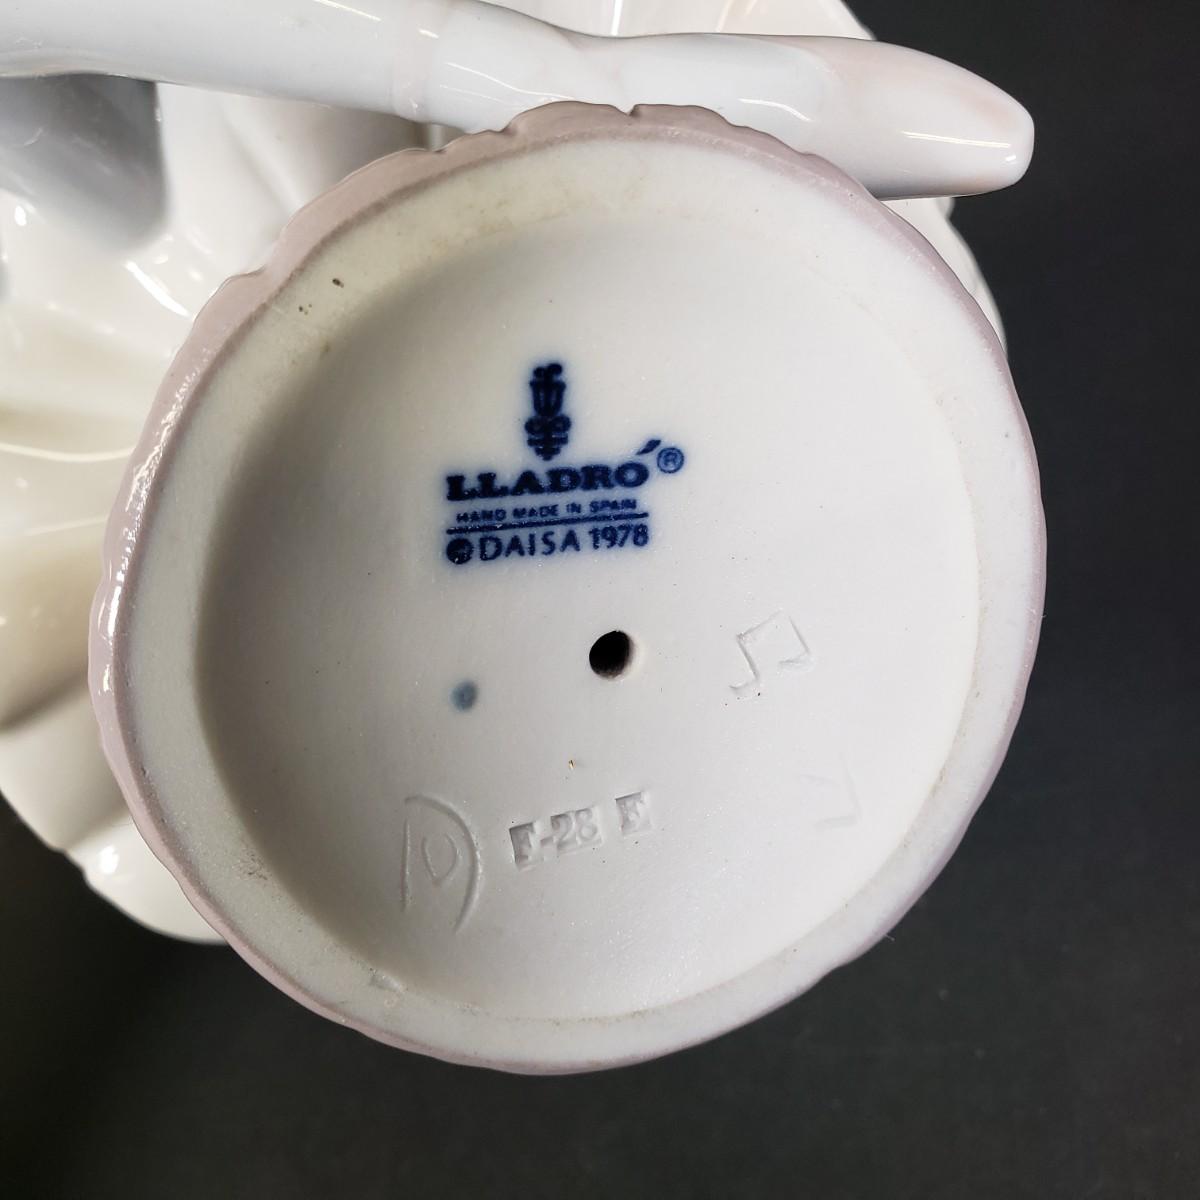 LLADRÓ®
HAND MADE IN SPAIN
© DAISA 1978
F-28 E